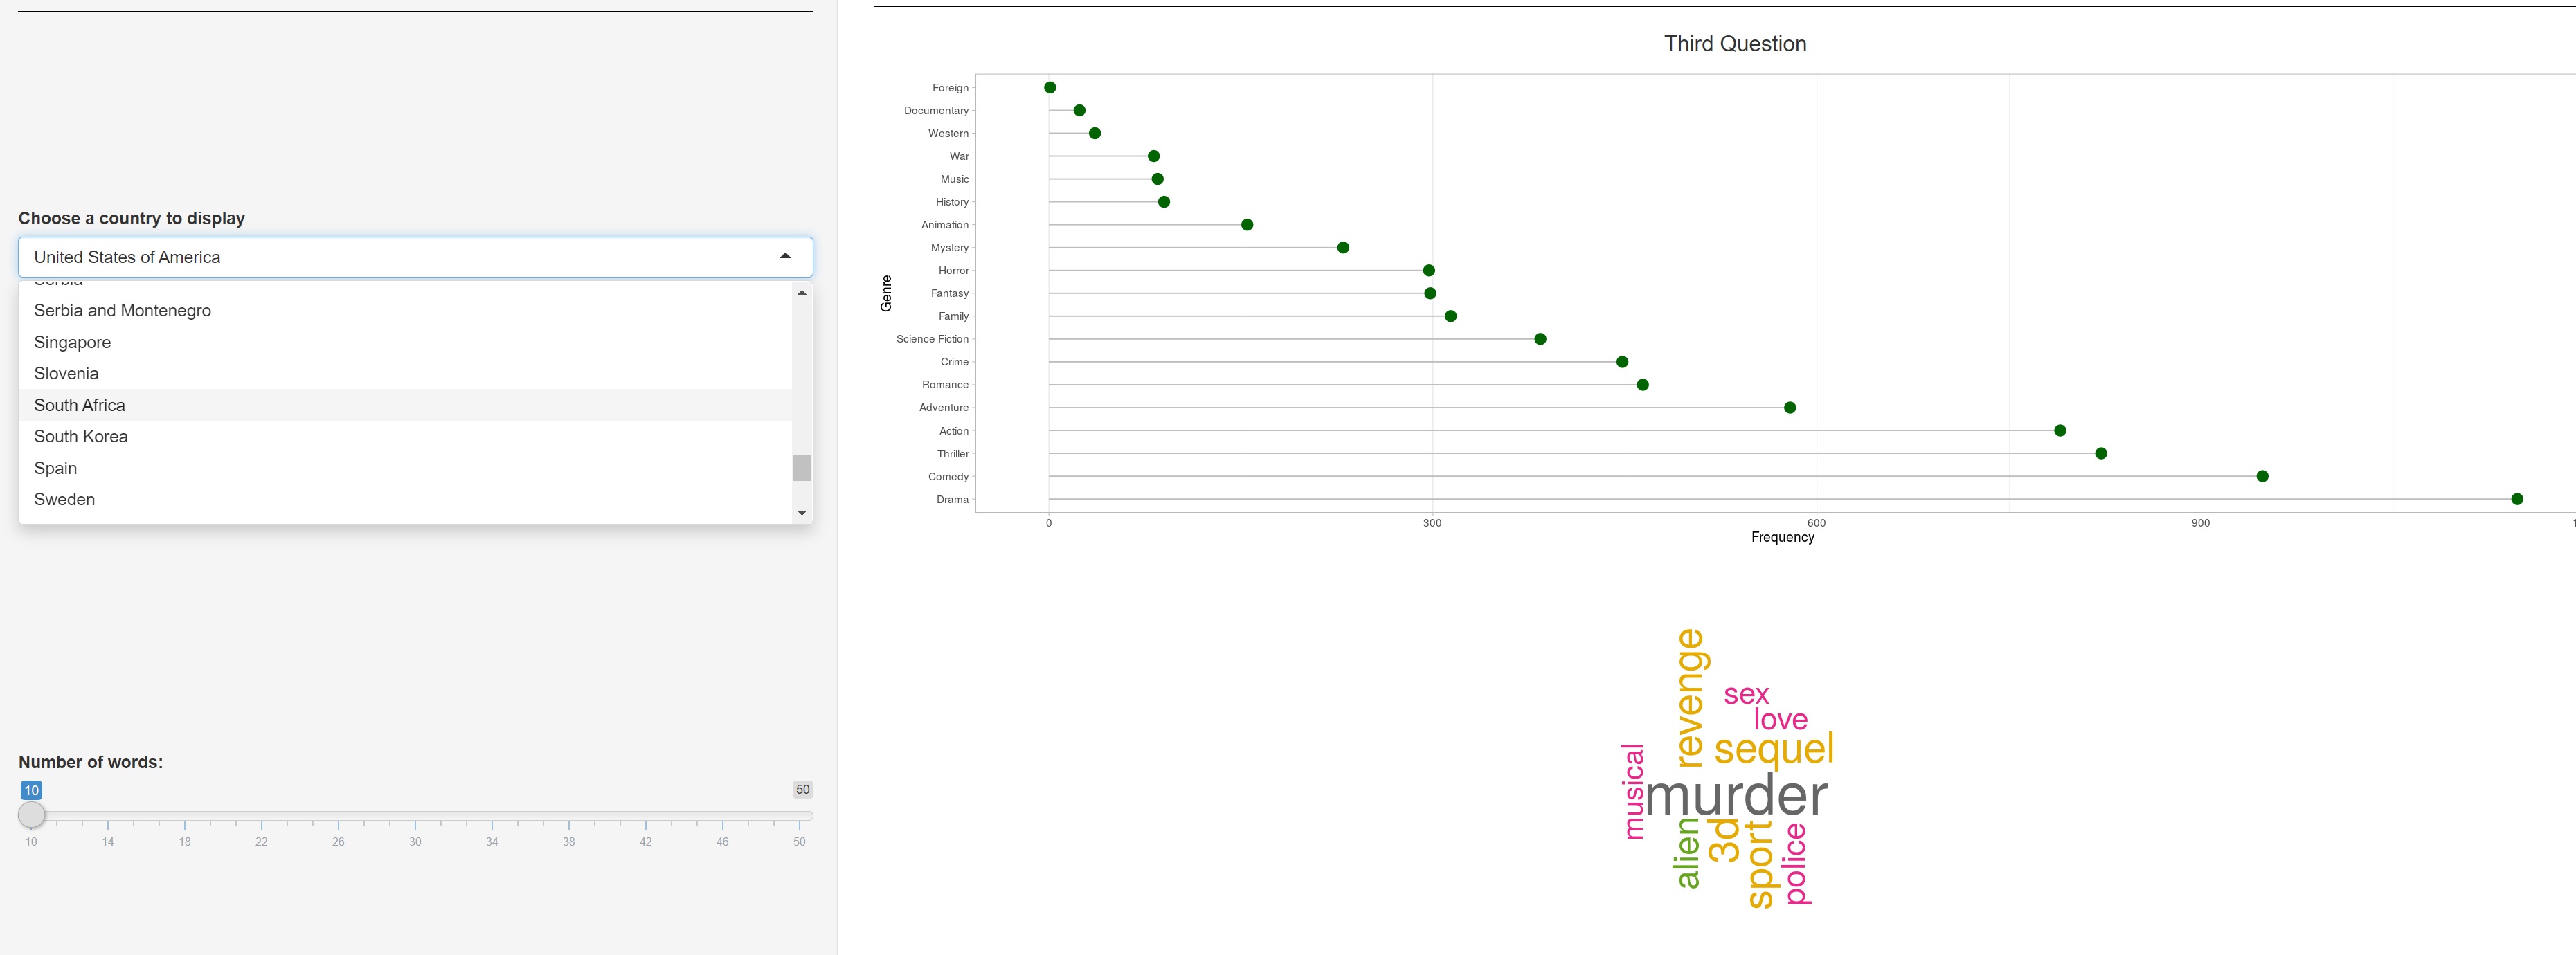 Choose a country to display
United States of America
Serbia
Serbia and Montenegro
Singapore
Slovenia
South Africa
South Korea
Spain
Sweden
Number of words:
10
50
10 14 18 22 26 30 34 38 42 46 50
Third Question
Genre
Foreign
Documentary
Western
War
Music
History
Animation
Mystery
Horror
Fantasy
Family
Science Fiction
Crime
Romance
Adventure
Action
Thriller
Comedy
Drama
0 300 600 900
Frequency
revenge
sex
love
sequel
musical
murder
alien
3d
sport
police